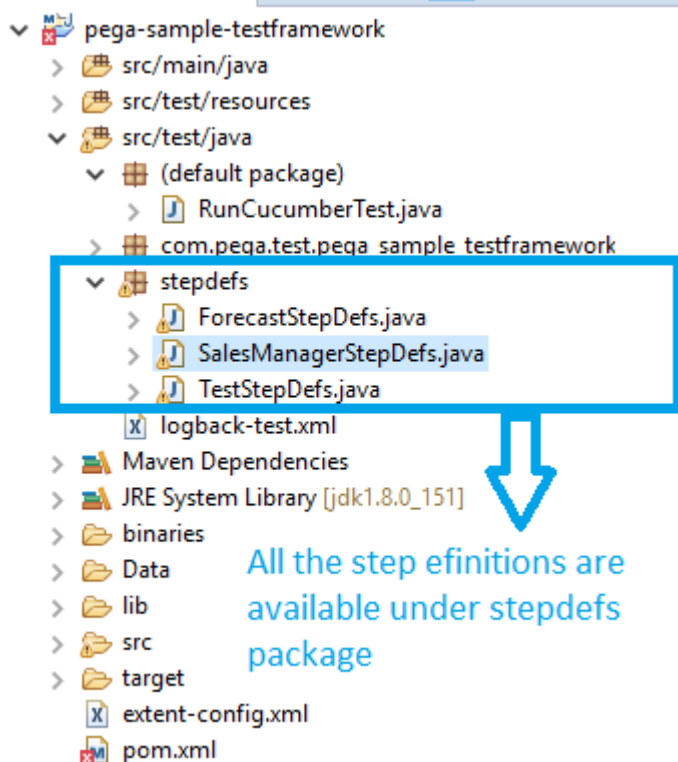 pega-sample-testframework
src/main/java
src/test/resources
src/test/java
(default package)
RunCucumberTest.java
com.pega.test.pega_sample_testframework
stepdefs
ForecastStepDefs.java
SalesManagerStepDefs.java
TestStepDefs.java
logback-test.xml
Maven Dependencies
JRE System Library [jdk1.8.0_151]
binaries
Data
lib
src
target
extent-config.xml
pom.xml
All the step efinitions are
available under stepdefs
package